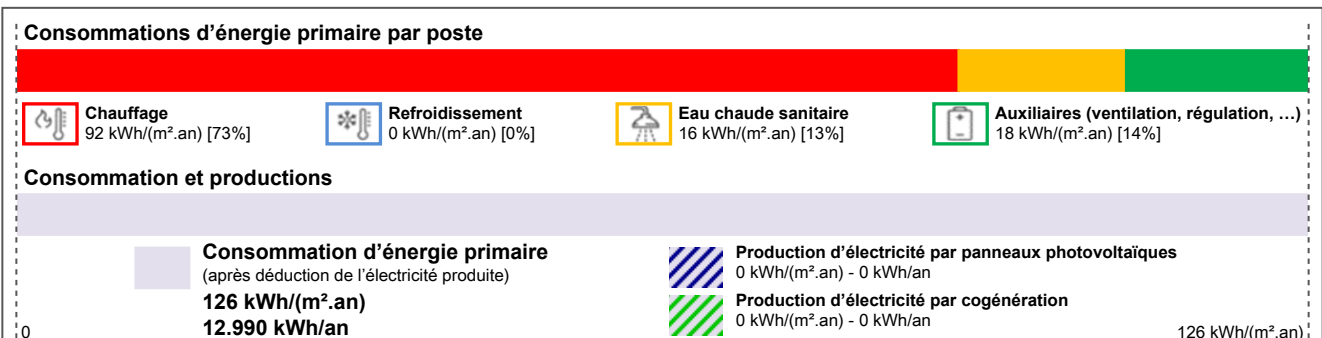 Consommations d’énergie primaire par poste
Chauffage
92 kWh/(m².an) [73%]
Refroidissement
0 kWh/(m².an) [0%]
Eau chaude sanitaire
16 kWh/(m².an) [13%]
Auxiliaires (ventilation, régulation, …)
18 kWh/(m².an) [14%]
Consommation et productions
Consommation d’énergie primaire
(après déduction de l’électricité produite)
126 kWh/(m².an)
12.990 kWh/an
Production d’électricité par panneaux photovoltaïques
0 kWh/(m².an) - 0 kWh/an
Production d’électricité par cogénération
0 kWh/(m².an) - 0 kWh/an
0
126 kWh/(m².an)